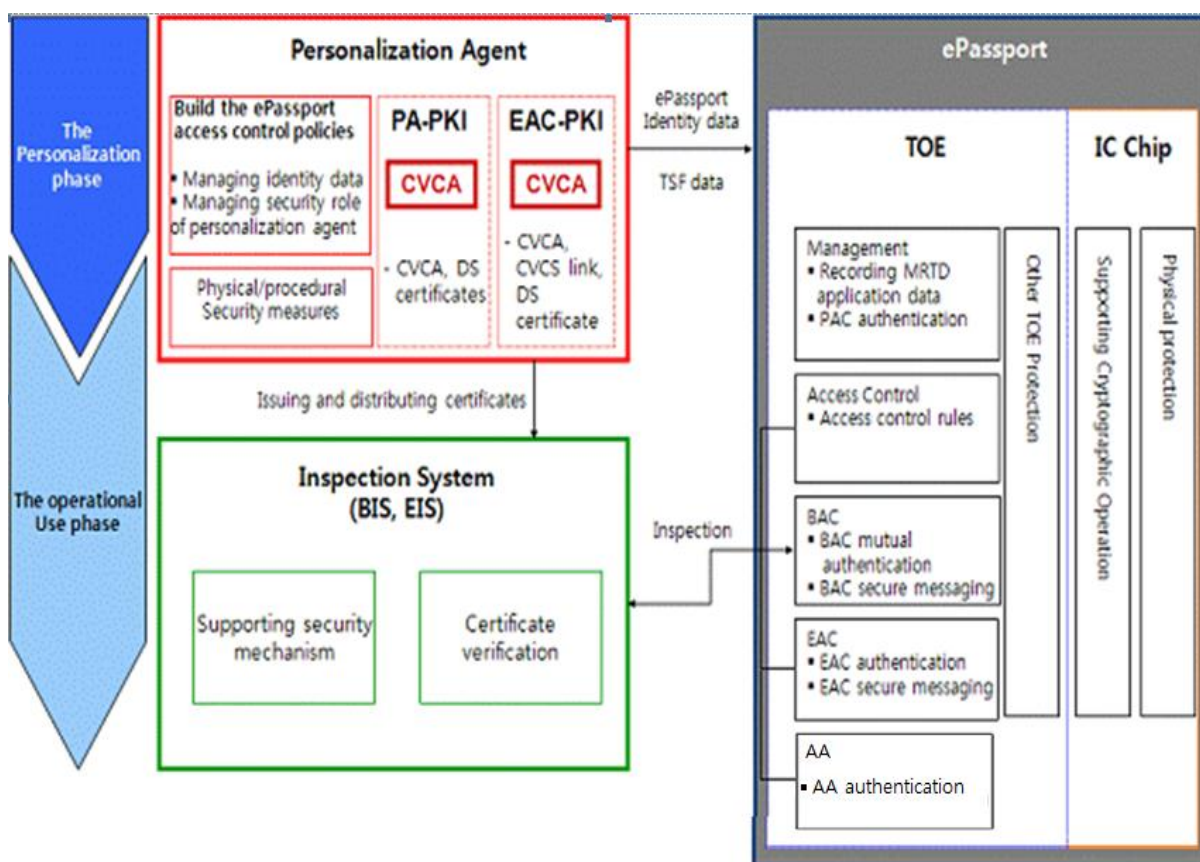 The
Personalization
phase
The operational
Use phase
Personalization Agent
Build the ePassport
access control policies
▪ Managing identity data
▪ Managing security role
of personalization agent
Physical/procedural
Security measures
PA-PKI
CVCA
- CVCA, DS
certificates
EAC-PKI
CVCA
- CVCA,
CVCS link,
DS
certificate
ePassport
Identity data
TSF data
Issuing and distributing certificates
Inspection System
(BIS, EIS)
Supporting security
mechanism
Certificate
verification
Inspection
ePassport
TOE
IC Chip
Management
▪ Recording MRTD
application data
▪ PAC authentication
Access Control
▪ Access control rules
BAC
▪ BAC mutual
authentication
▪ BAC secure messaging
EAC
▪ EAC authentication
▪ EAC secure messaging
AA
▪ AA authentication
Other TOE Protection
Supporting Cryptographic Operation
Physical protection